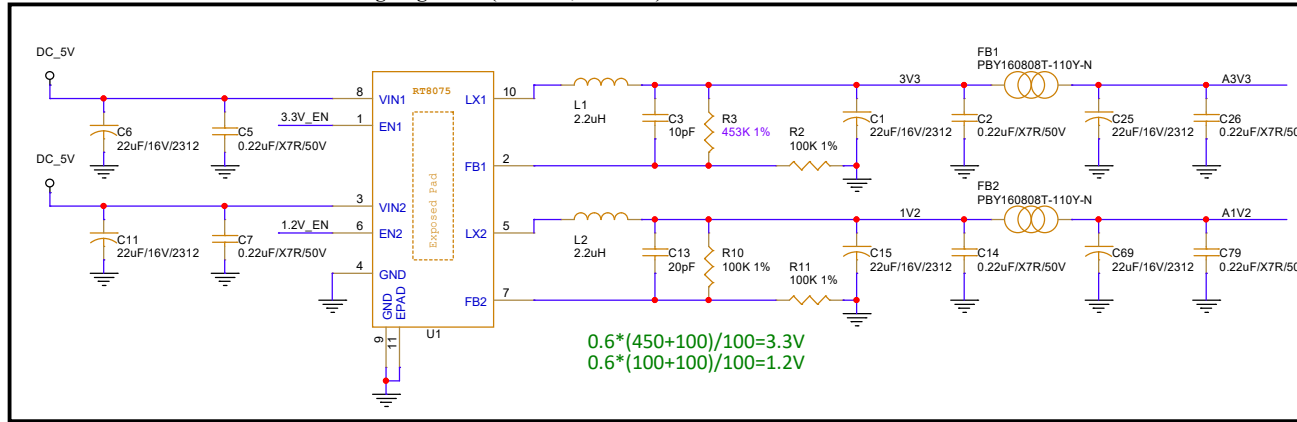 DC_5V
FB1
PBY160808T-110Y-N
8
VIN1
RT8075
LX1
10
3V3
A3V3
3.3V_EN
1
EN1
L1
2.2uH
C6
22uF/16V/2312
C5
0.22uF/X7R/50V
C3
10pF
R3
453K 1%
R2
100K 1%
C1
22uF/16V/2312
C2
0.22uF/X7R/50V
C25
22uF/16V/2312
C26
0.22uF/X7R/50V
DC_5V
FB1
2
Exposed Pad
FB2
PBY160808T-110Y-N
3
VIN2
1.2V_EN
6
EN2
LX2
5
1V2
A1V2
C11
22uF/16V/2312
C7
0.22uF/X7R/50V
L2
2.2uH
C13
20pF
R10
100K 1%
R11
100K 1%
C15
22uF/16V/2312
C14
0.22uF/X7R/50V
C69
22uF/16V/2312
C79
0.22uF/X7R/50V
4
GND
FB2
7
GND
EPAD
9
11
U1
0.6*(450+100)/100=3.3V
0.6*(100+100)/100=1.2V